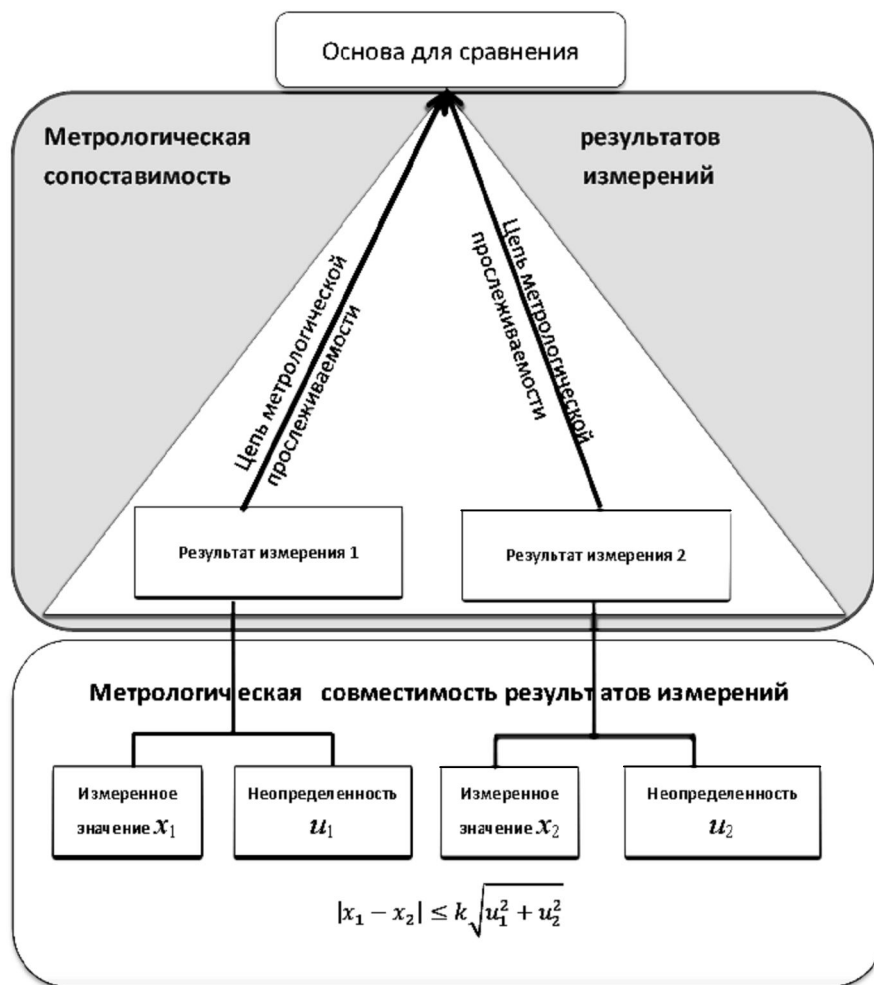 Основа для сравнения
Метрологическая
сопоставимость
результатов
измерений
Цепь метрологической
прослеживаемости
Цепь метрологической
прослеживаемости
Результат измерения 1
Результат измерения 2
Метрологическая совместимость результатов измерений
Измеренное
значение x₁
Неопределенность
u₁
Измеренное
значение x₂
Неопределенность
u₂
|x₁ − x₂| ≤ k√(u₁² + u₂²)